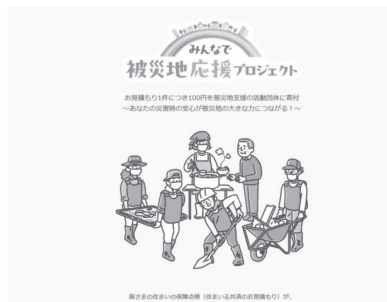 みんなで
被災地応援プロジェクト
お見積もり1件につき100円を被災地支援の活動団体に寄付
～あなたの災害時の安心が被災地の大きな力につながる！～
皆さまの住まいの保障点検（住まいる共済のお見積もり）が、